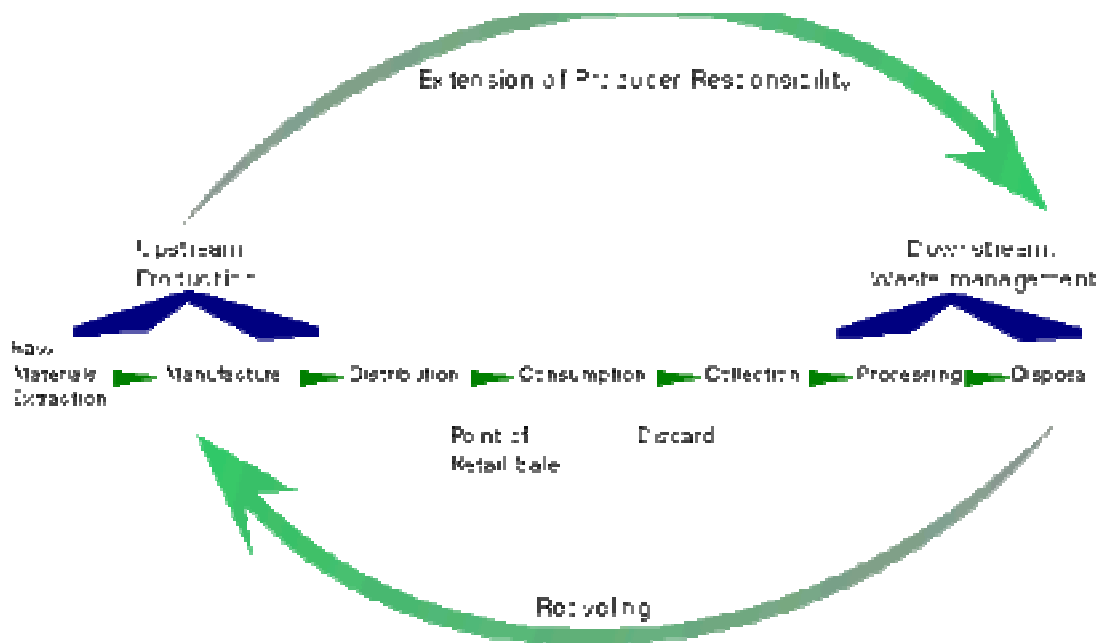 Extension of Producer Responsibility
Upstream
Production
Downstream
Waste management
Raw
Materials
Extraction
Manufacture
Distribution
Consumption
Collection
Processing
Disposal
Point of
Retail Sale
Discard
Recycling